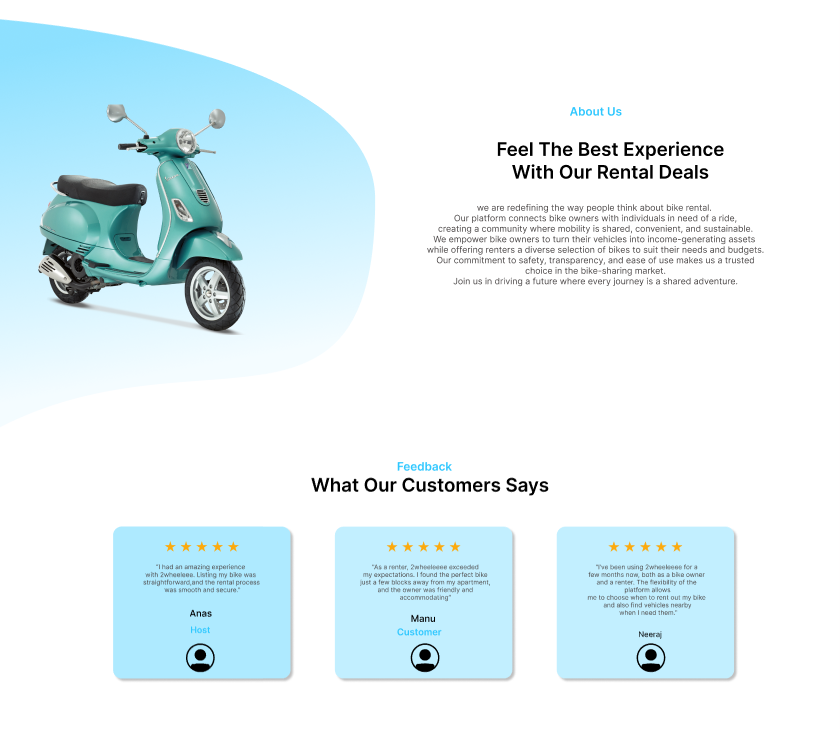 About Us
Feel The Best Experience
With Our Rental Deals
we are redefining the way people think about bike rental.
Our platform connects bike owners with individuals in need of a ride,
creating a community where mobility is shared, convenient, and sustainable.
We empower bike owners to turn their vehicles into income-generating assets
while offering renters a diverse selection of bikes to suit their needs and budgets.
Our commitment to safety, transparency, and ease of use makes us a trusted
choice in the bike-sharing market.
Join us in driving a future where every journey is a shared adventure.
Feedback
What Our Customers Says
"I had an amazing experience
with 2wheeleee. Listing my bike was
straightforward,and the rental process
was smooth and secure."
Anas
Host
"As a renter, 2wheeleeee exceeded
my expectations. I found the perfect bike
just a few blocks away from my apartment,
and the owner was friendly and
accommodating"
Manu
Customer
"I've been using 2wheeleeee for a
few months now, both as a bike owner
and a renter. The flexibility of the
platform allows
me to choose when to rent out my bike
and also find vehicles nearby
when I need them."
Neeraj